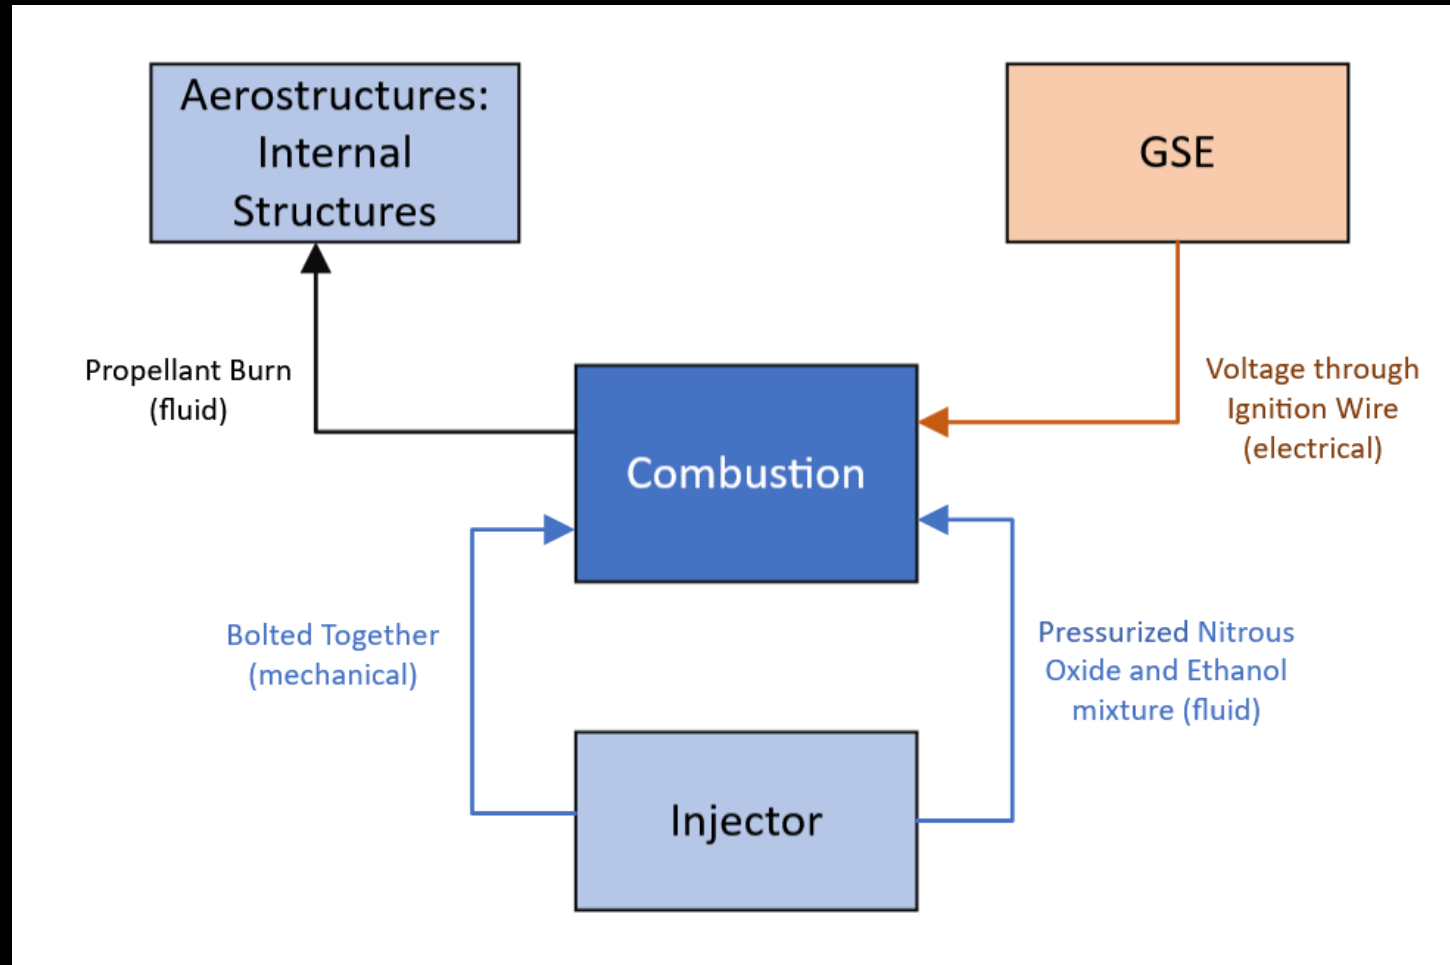 Aerostructures:
Internal
Structures
GSE
Propellant Burn
(fluid)
Voltage through
Ignition Wire
(electrical)
Combustion
Bolted Together
(mechanical)
Pressurized Nitrous
Oxide and Ethanol
mixture (fluid)
Injector